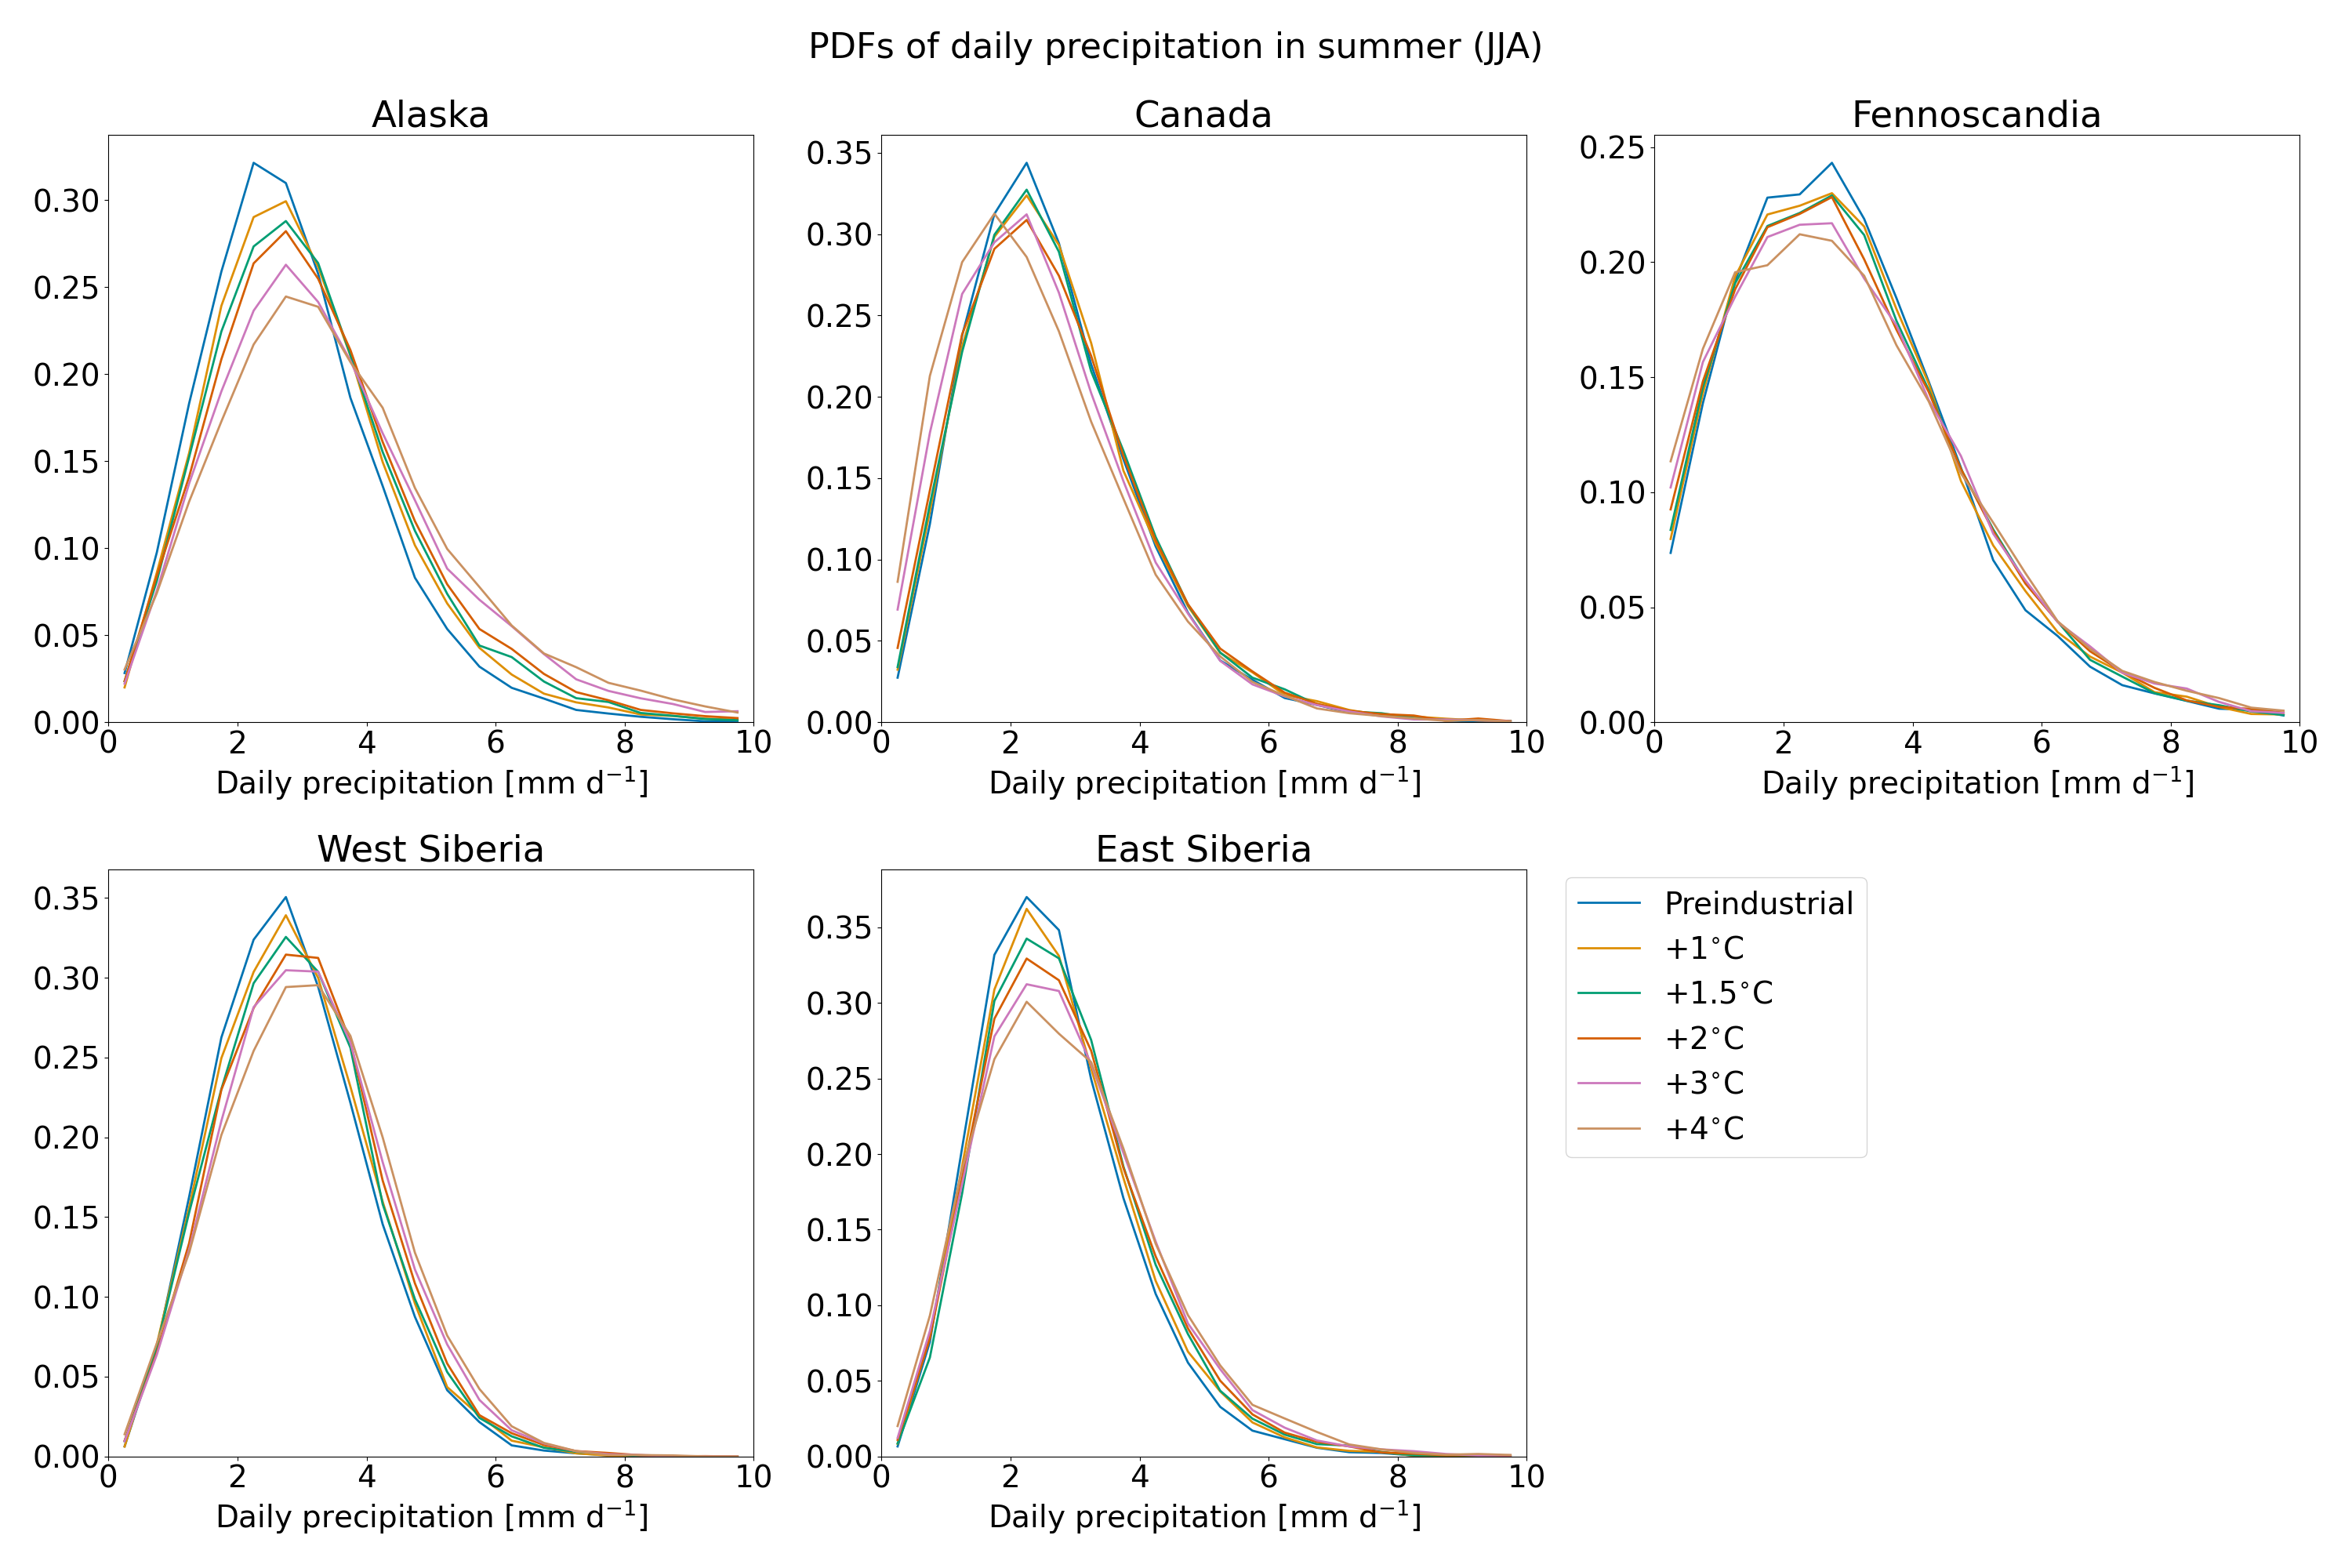 PDFs of daily precipitation in summer (JJA)
Alaska
0.30
0.25
0.20
0.15
0.10
0.05
0.00
0 2 4 6 8 10
Daily precipitation [mm d⁻¹]
Canada
0.35
0.30
0.25
0.20
0.15
0.10
0.05
0.00
0 2 4 6 8 10
Daily precipitation [mm d⁻¹]
Fennoscandia
0.25
0.20
0.15
0.10
0.05
0.00
0 2 4 6 8 10
Daily precipitation [mm d⁻¹]
West Siberia
0.35
0.30
0.25
0.20
0.15
0.10
0.05
0.00
0 2 4 6 8 10
Daily precipitation [mm d⁻¹]
East Siberia
0.35
0.30
0.25
0.20
0.15
0.10
0.05
0.00
0 2 4 6 8 10
Daily precipitation [mm d⁻¹]
Preindustrial
+1°C
+1.5°C
+2°C
+3°C
+4°C